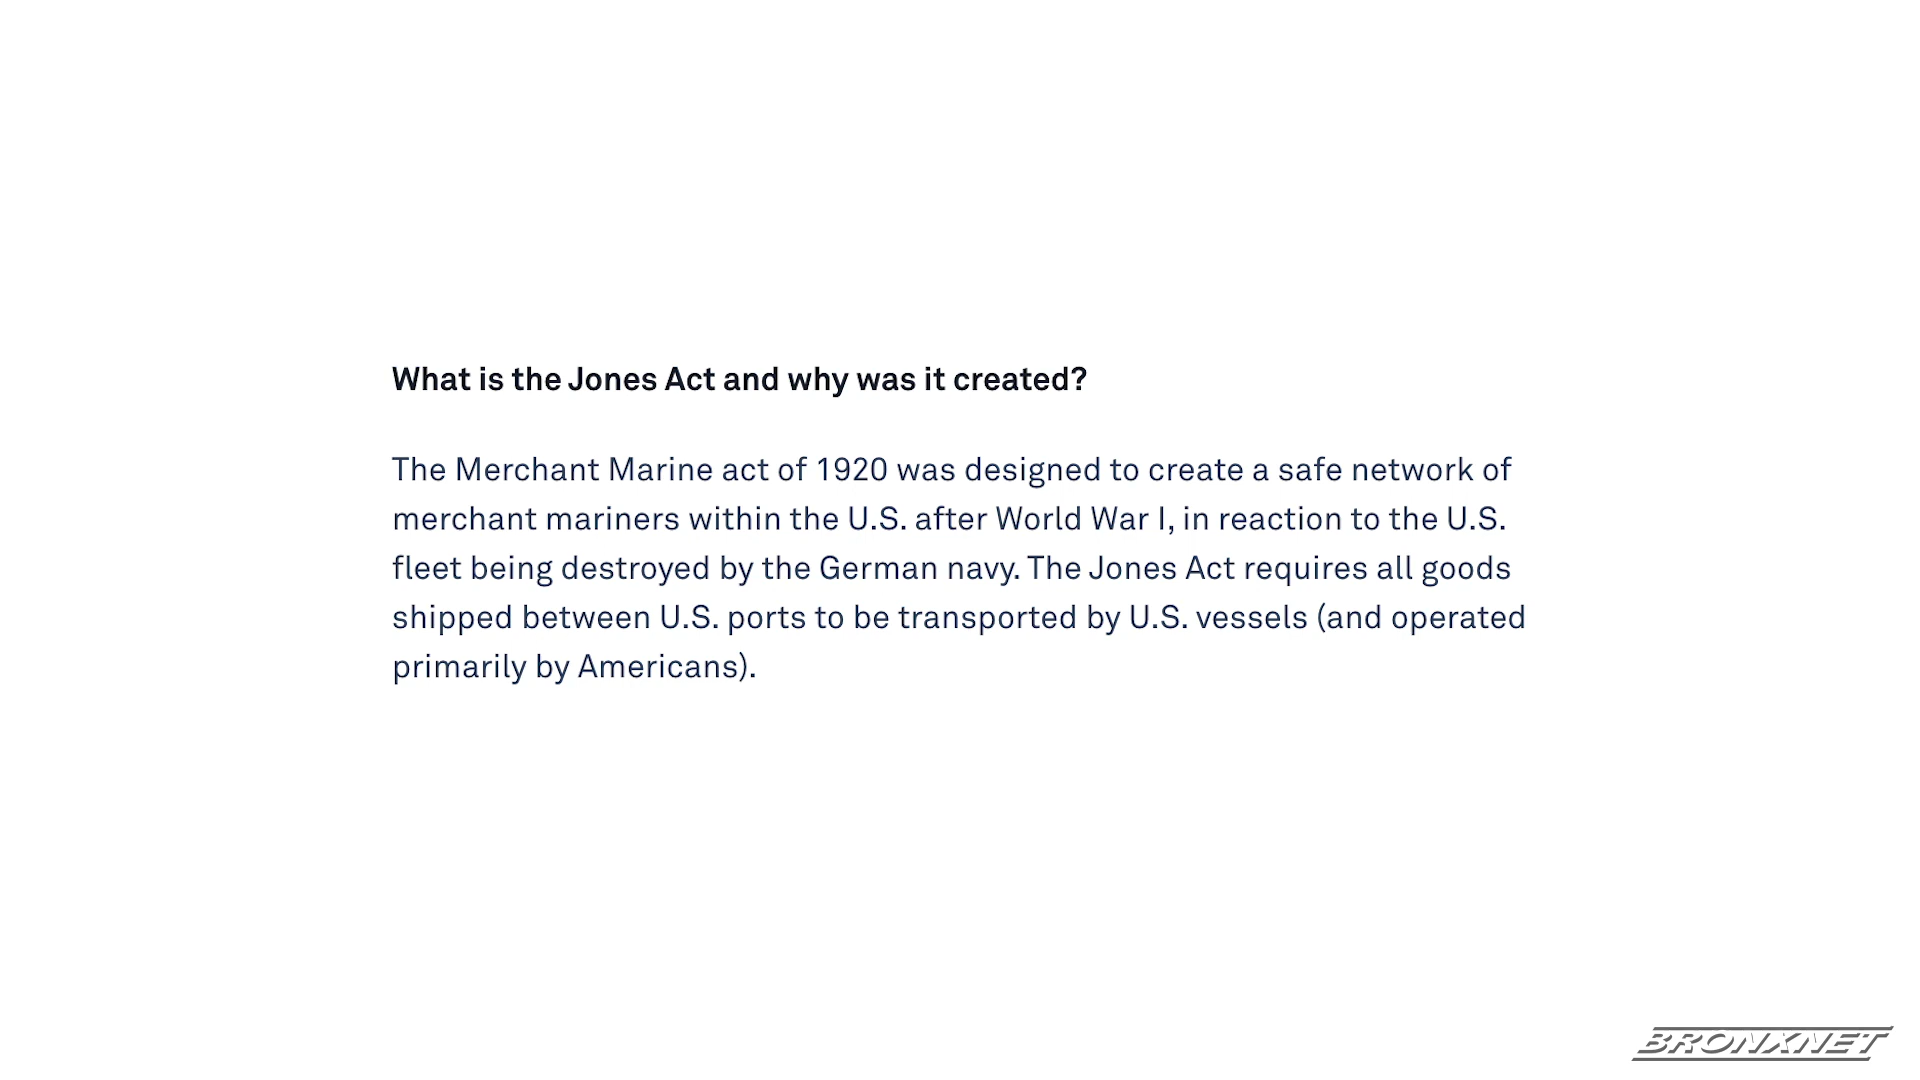 What is the Jones Act and why was it created?
The Merchant Marine act of 1920 was designed to create a safe network of
merchant mariners within the U.S. after World War I, in reaction to the U.S.
fleet being destroyed by the German navy. The Jones Act requires all goods
shipped between U.S. ports to be transported by U.S. vessels (and operated
primarily by Americans).
BRONXNET